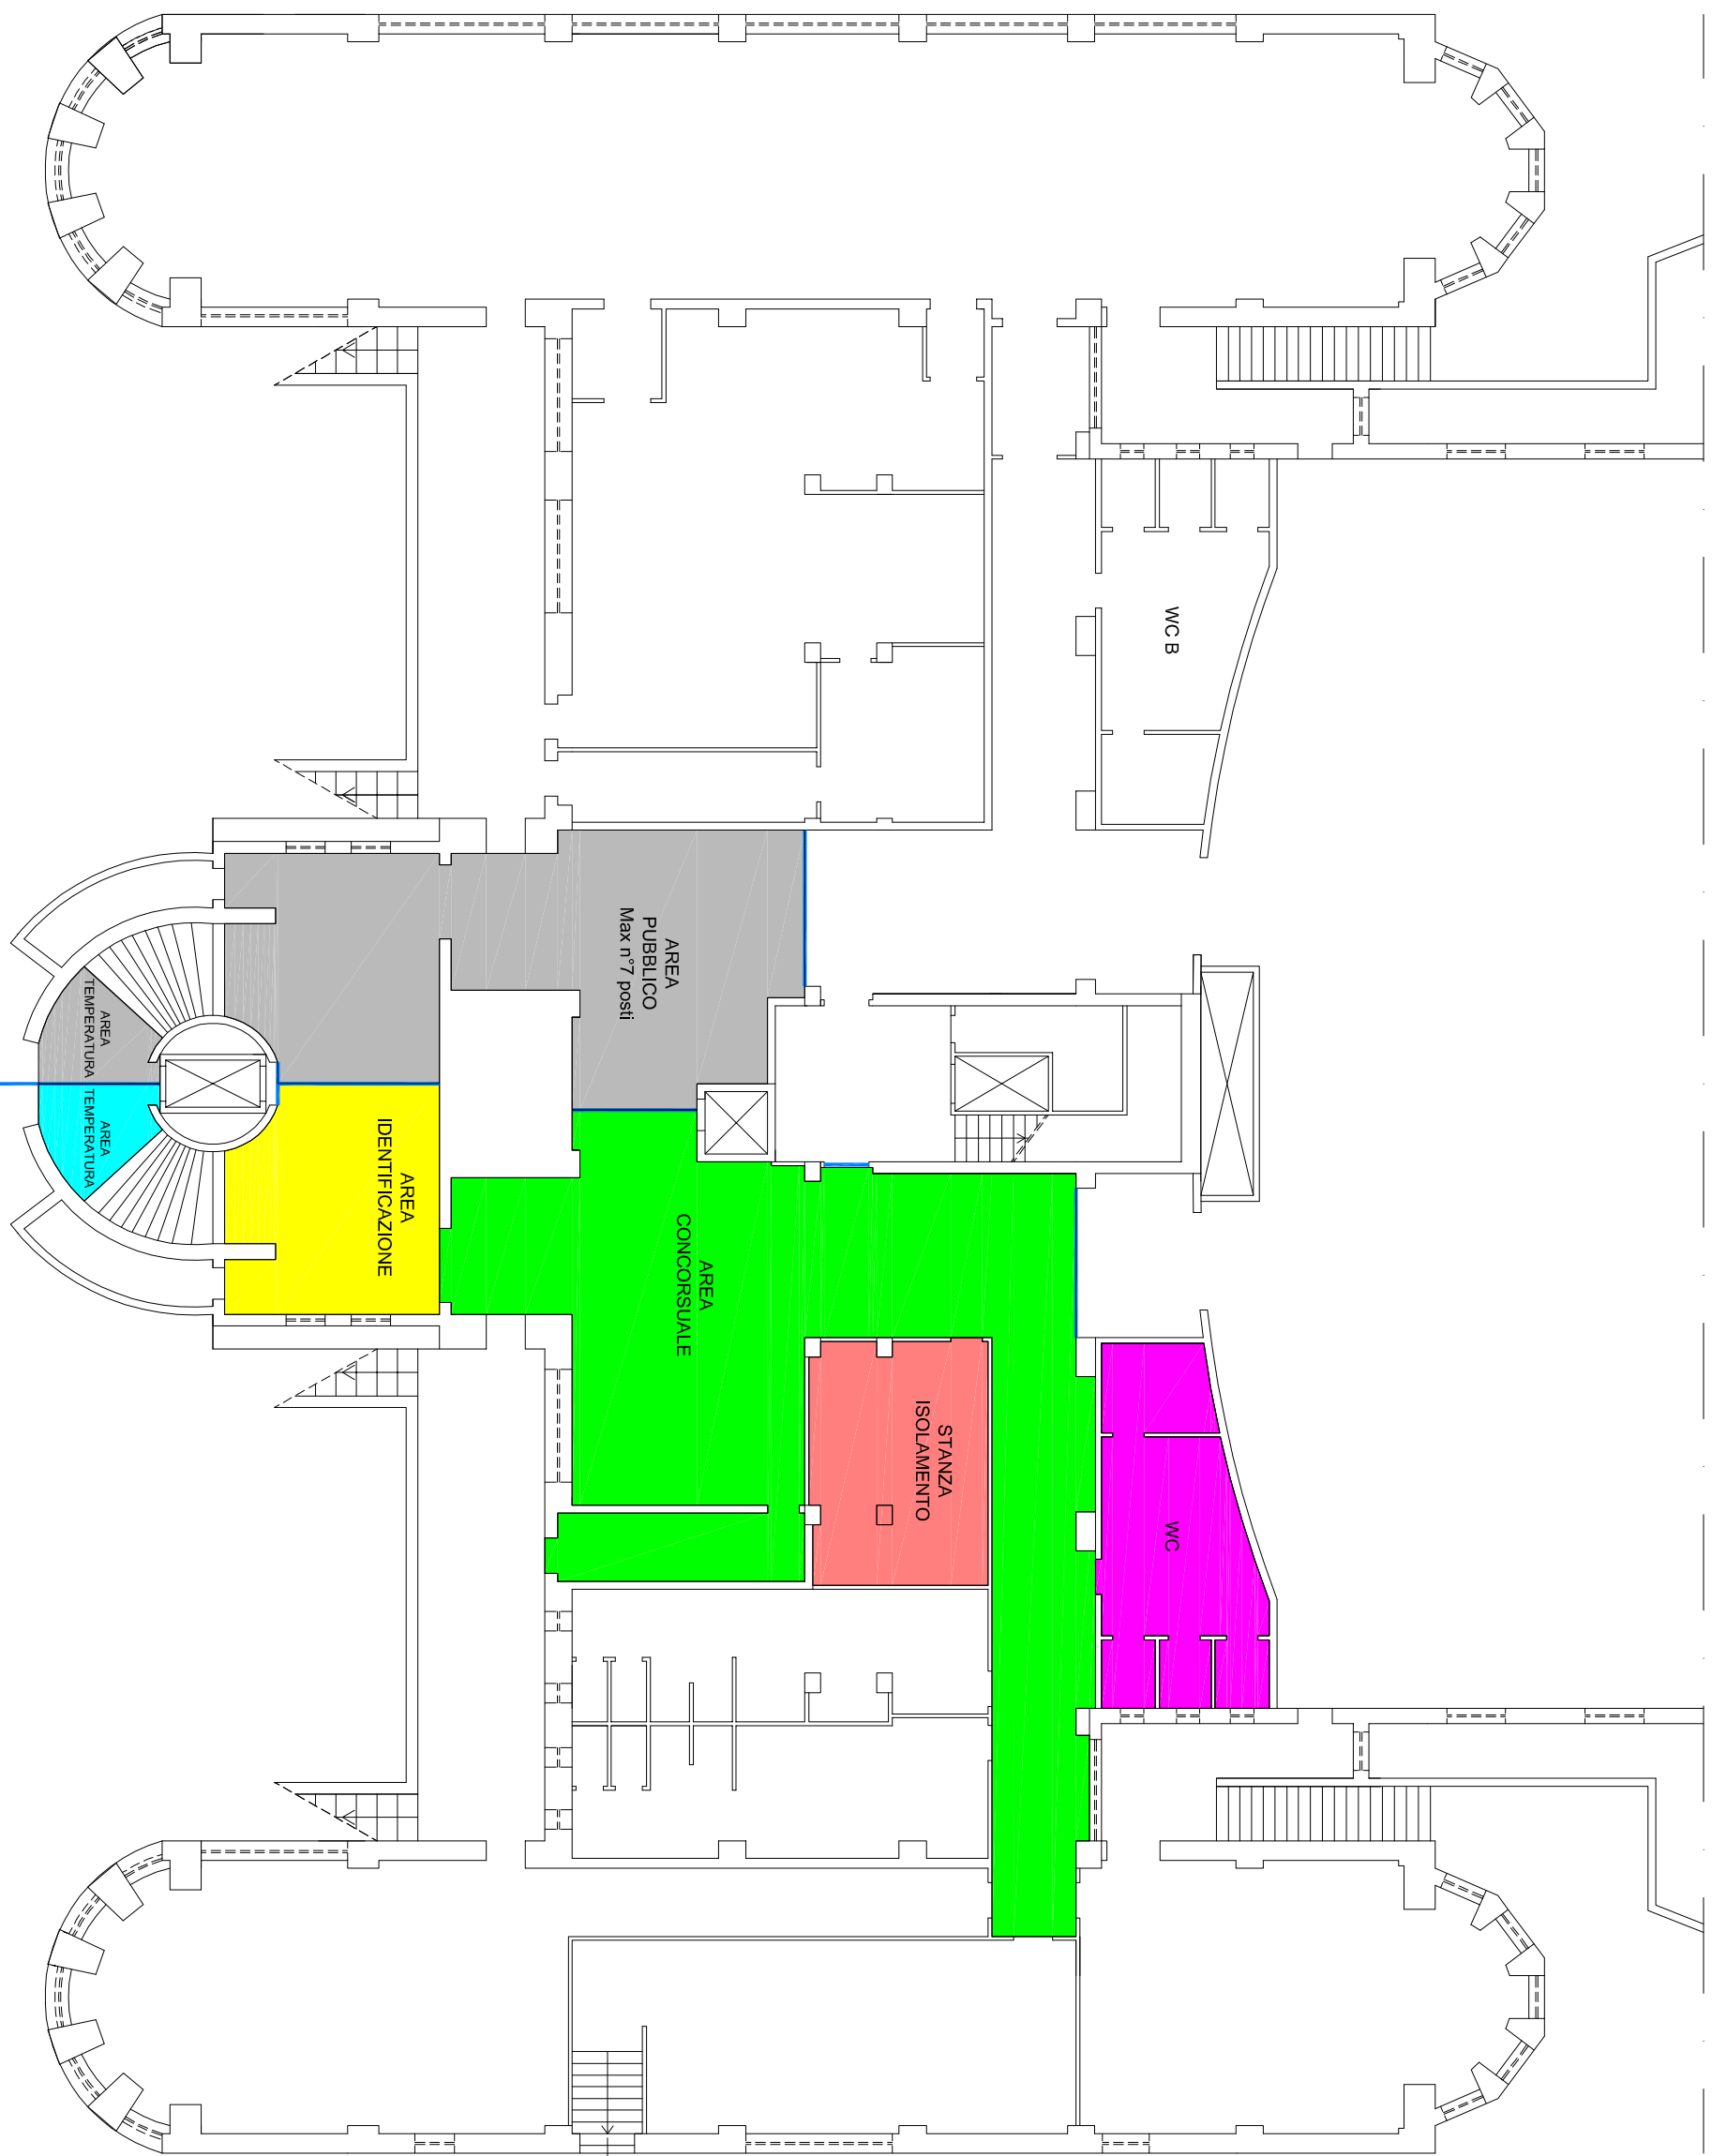 WC B
AREA
PUBBLICO
Max n°7 posti
AREA
TEMPERATURA
AREA
TEMPERATURA
AREA
IDENTIFICAZIONE
AREA
CONCORSUALE
STANZA
ISOLAMENTO
WC